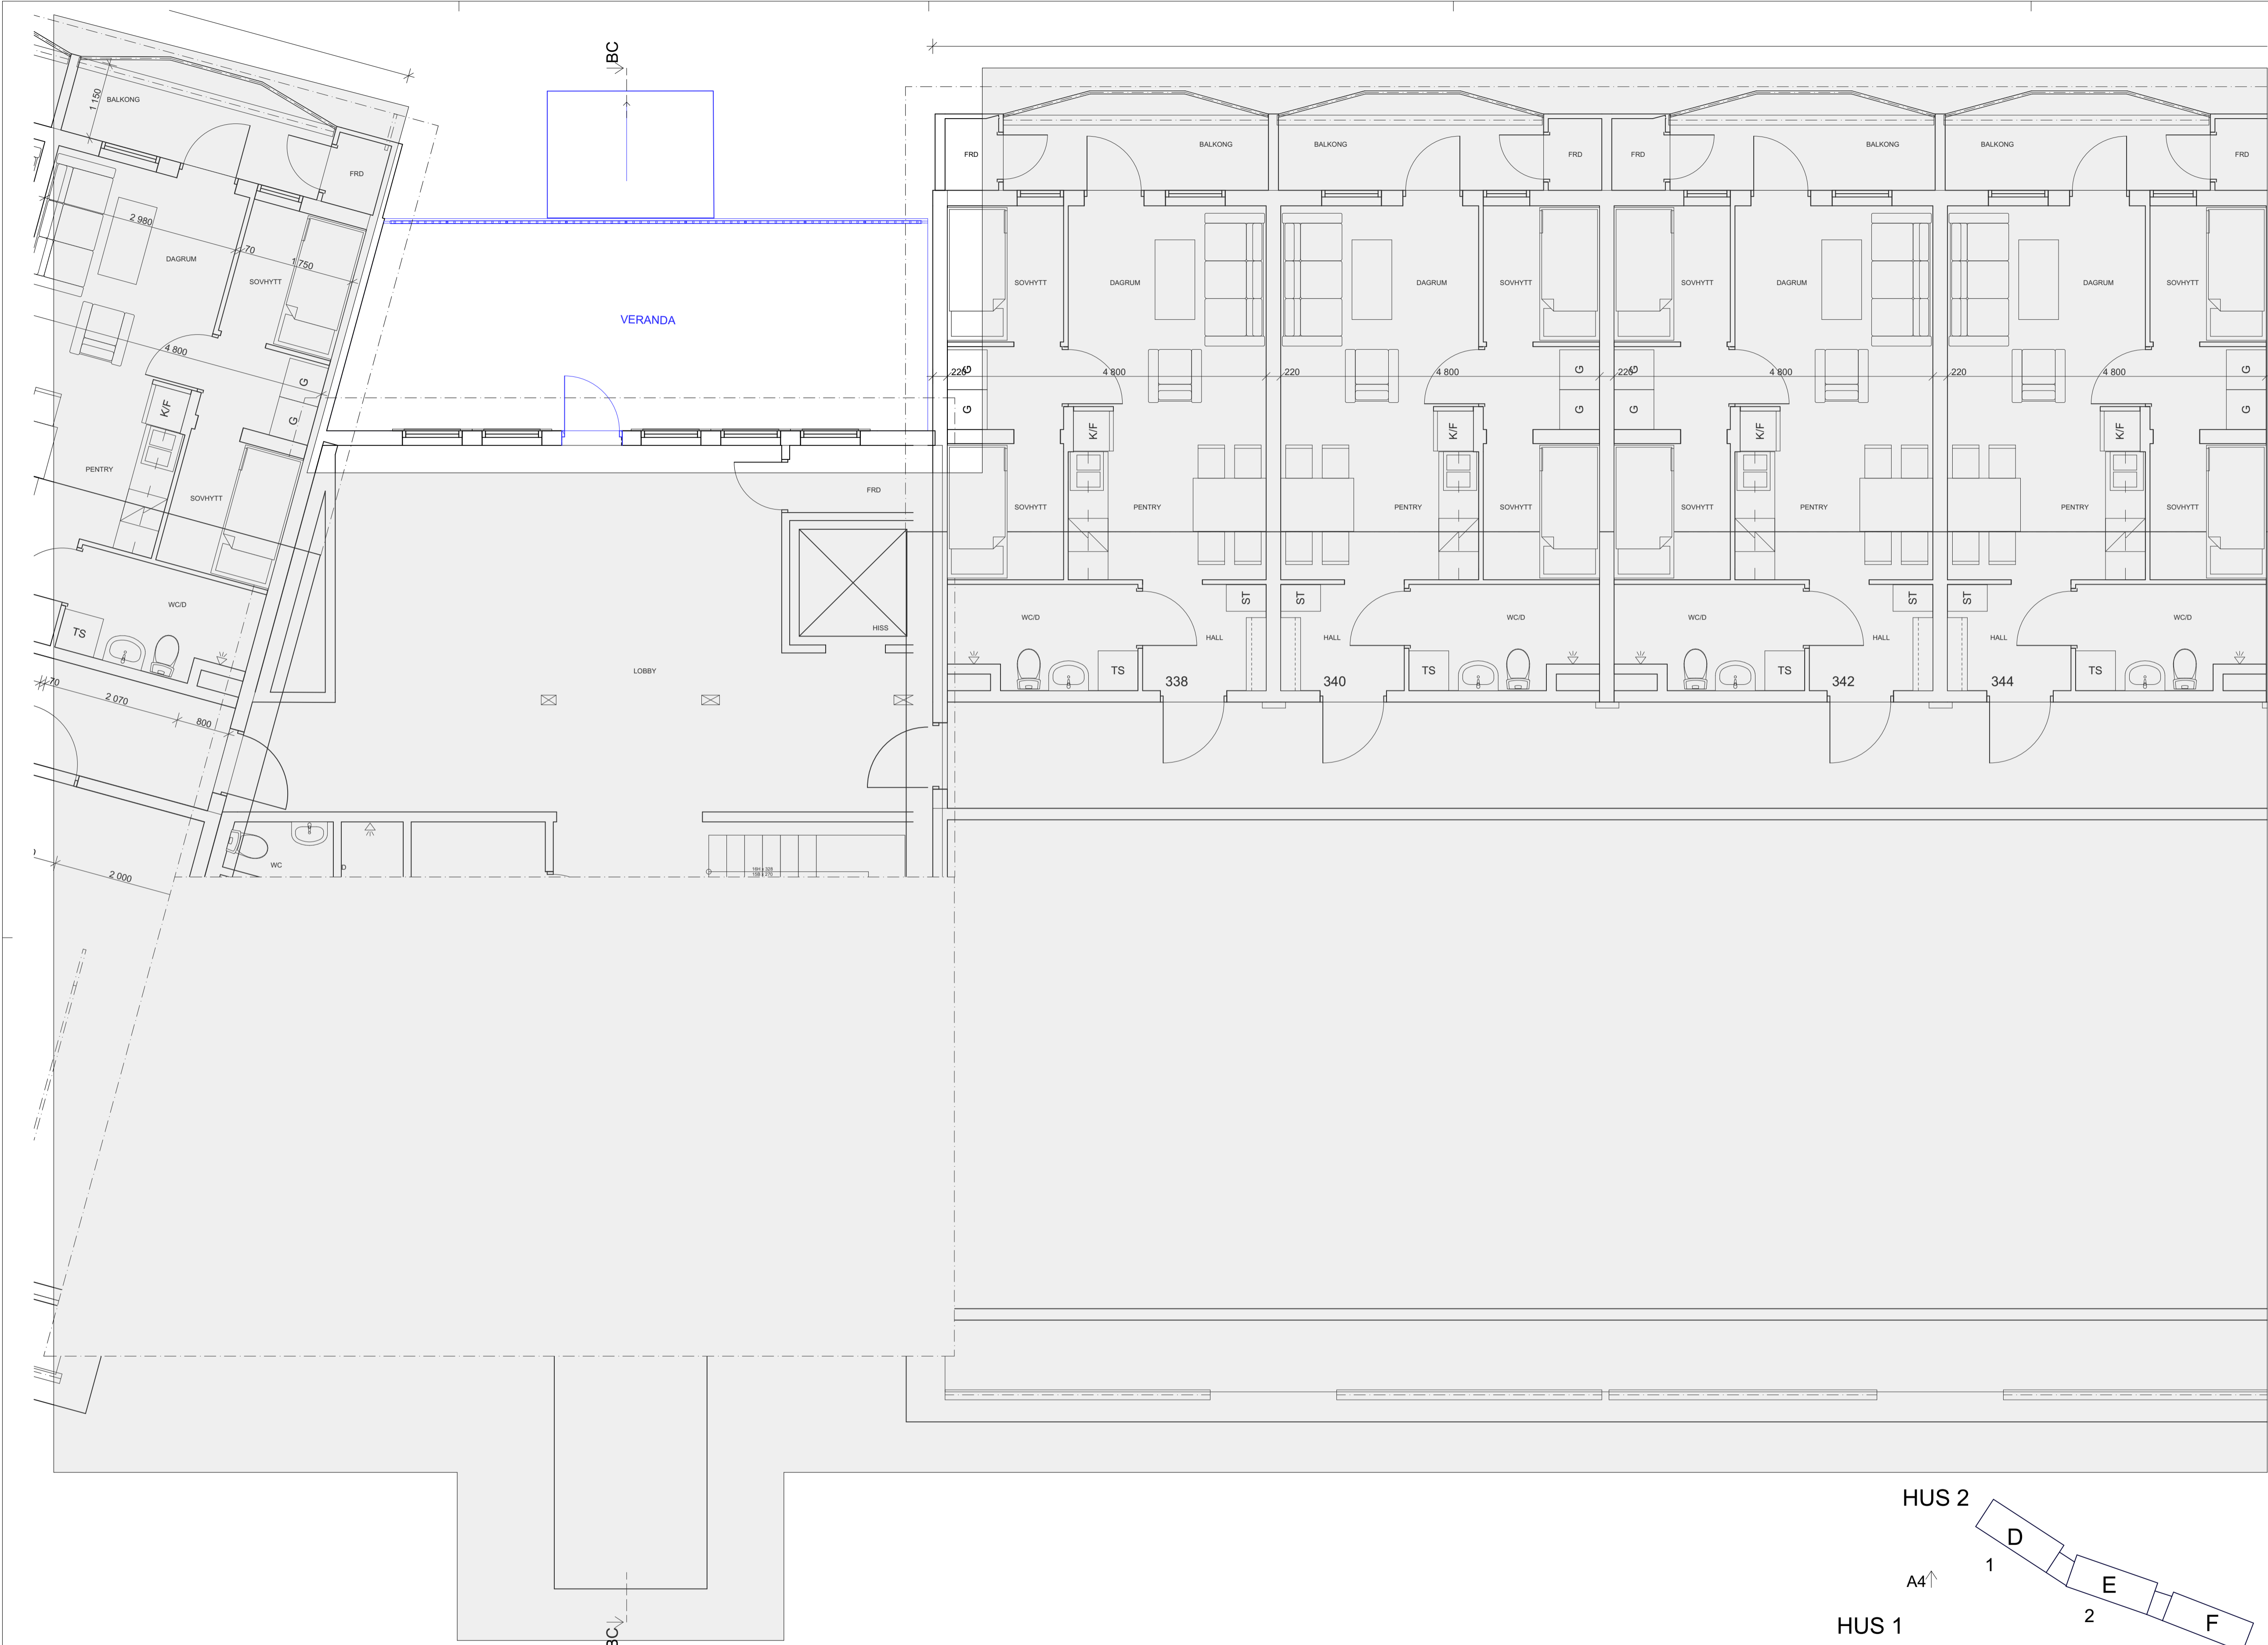 BC
BALKONG
1 150
FRD
2 980
70
1 750
DAGRUM
SOVHYTT
4 800
G
G
K/F
PENTRY
SOVHYTT
WC/D
TS
70
2 070
800
2 000
VERANDA
FRD
HISS
LOBBY
WC
D
FRD
BALKONG
BALKONG
FRD
FRD
BALKONG
BALKONG
FRD
SOVHYTT
DAGRUM
DAGRUM
SOVHYTT
SOVHYTT
DAGRUM
DAGRUM
SOVHYTT
220
G
4 800
220
4 800
G
220
G
4 800
220
4 800
G
G
K/F
K/F
G
G
K/F
K/F
G
SOVHYTT
PENTRY
PENTRY
SOVHYTT
SOVHYTT
PENTRY
PENTRY
SOVHYTT
WC/D
ST
ST
WC/D
WC/D
ST
ST
WC/D
HALL
HALL
HALL
HALL
TS
338
340
TS
TS
342
344
TS
BC
HUS 2
D
1
A4
E
2
F
HUS 1